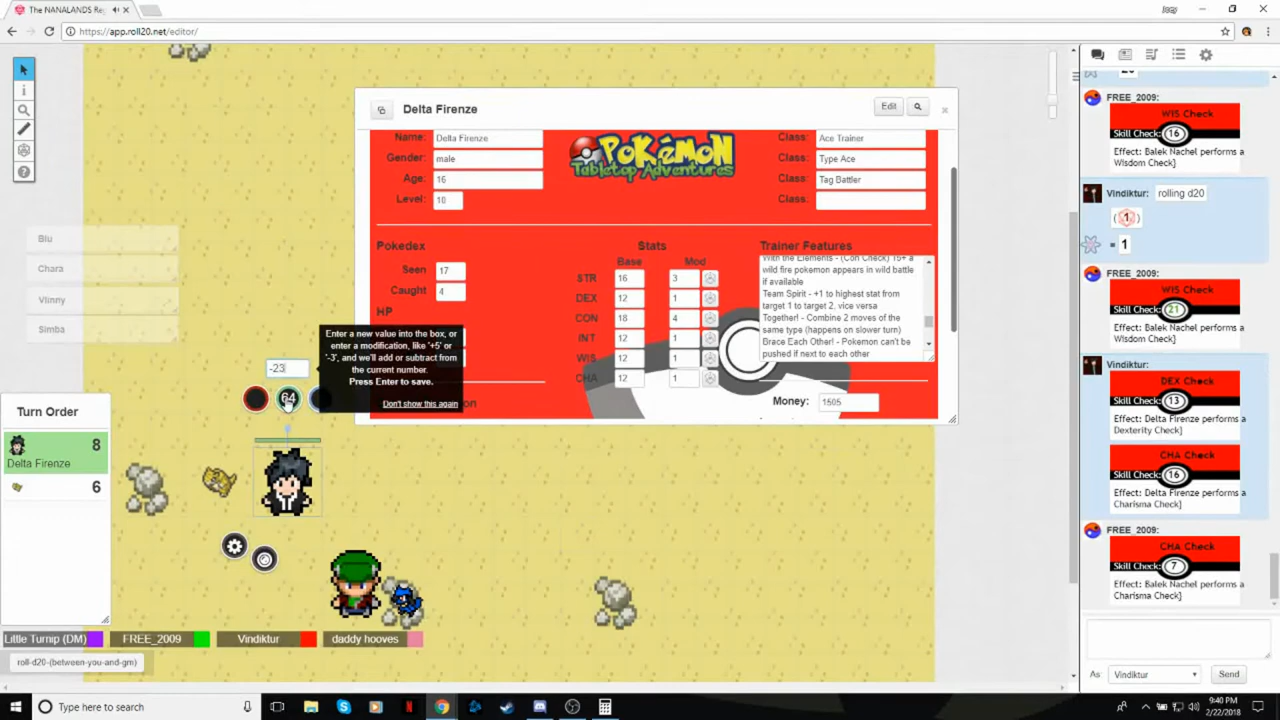 The NANALANDS Re
https://app.roll20.net/editor/
Blu
Chara
Vinny
Simba
Turn Order
8
Delta Firenze
6
-23
64
Enter a new value into the box, or
enter a modification, like '+5' or
'-3', and we'll add or subtract from
the current number.
Press Enter to save.
Don't show this again
Delta Firenze
Edit
Name: Delta Firenze
Gender: male
Age: 16
Level: 10
POKéMON
Tabletop Adventures
Class: Ace Trainer
Class: Type Ace
Class: Tag Battler
Class:
Pokedex
Seen 17
Caught 4
HP
Stats
Base Mod
STR 16 3
DEX 12 1
CON 18 4
INT 12 1
WIS 12 1
CHA 12 1
Trainer Features
With the Elements - (Con Check) 15+ a
wild fire pokemon appears in wild battle
if available
Team Spirit - +1 to highest stat from
target 1 to target 2, vice versa
Together! - Combine 2 moves of the
same type (happens on slower turn)
Brace Each Other! - Pokemon can't be
pushed if next to each other
Money: 1505
Little Turnip (DM)
FREE_2009
Vindiktur
daddy hooves
roll-d20-(between-you-and-gm)
FREE_2009:
WIS Check
Skill Check: 16
Effect: Balek Nachel performs a
Wisdom Check}
Vindiktur: rolling d20
(1)
= 1
FREE_2009:
WIS Check
Skill Check: 21
Effect: Balek Nachel performs a
Wisdom Check}
Vindiktur:
DEX Check
Skill Check: 13
Effect: Delta Firenze performs a
Dexterity Check}
CHA Check
Skill Check: 16
Effect: Delta Firenze performs a
Charisma Check}
FREE_2009:
CHA Check
Skill Check: 7
Effect: Balek Nachel performs a
Charisma Check}
As: Vindiktur
Send
Type here to search
9:40 PM
2/22/2018